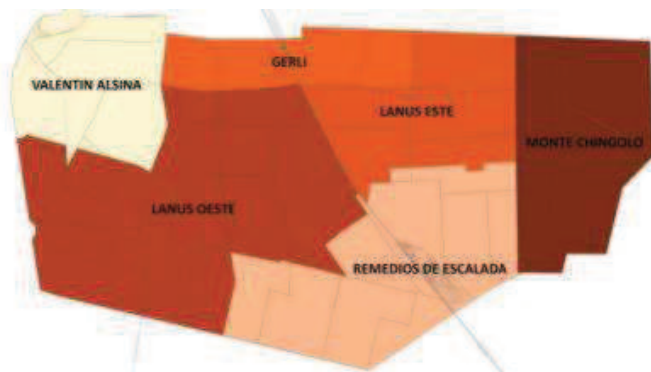 GERLI
VALENTIN ALSINA
LANUS ESTE
MONTE CHINGOLO
LANUS OESTE
REMEDIOS DE ESCALADA